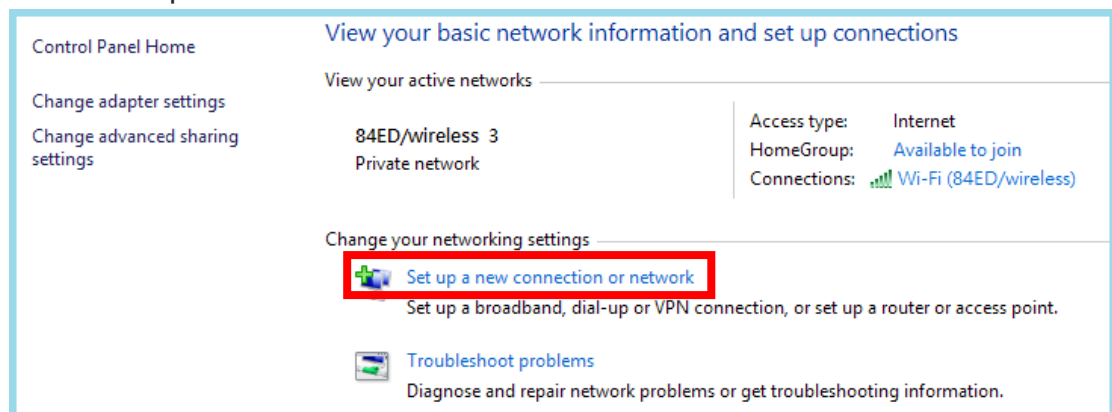 Control Panel Home
Change adapter settings
Change advanced sharing
settings
View your basic network information and set up connections
View your active networks
84ED/wireless 3
Private network
Access type: Internet
HomeGroup: Available to join
Connections: Wi-Fi (84ED/wireless)
Change your networking settings
Set up a new connection or network
Set up a broadband, dial-up or VPN connection, or set up a router or access point.
Troubleshoot problems
Diagnose and repair network problems or get troubleshooting information.